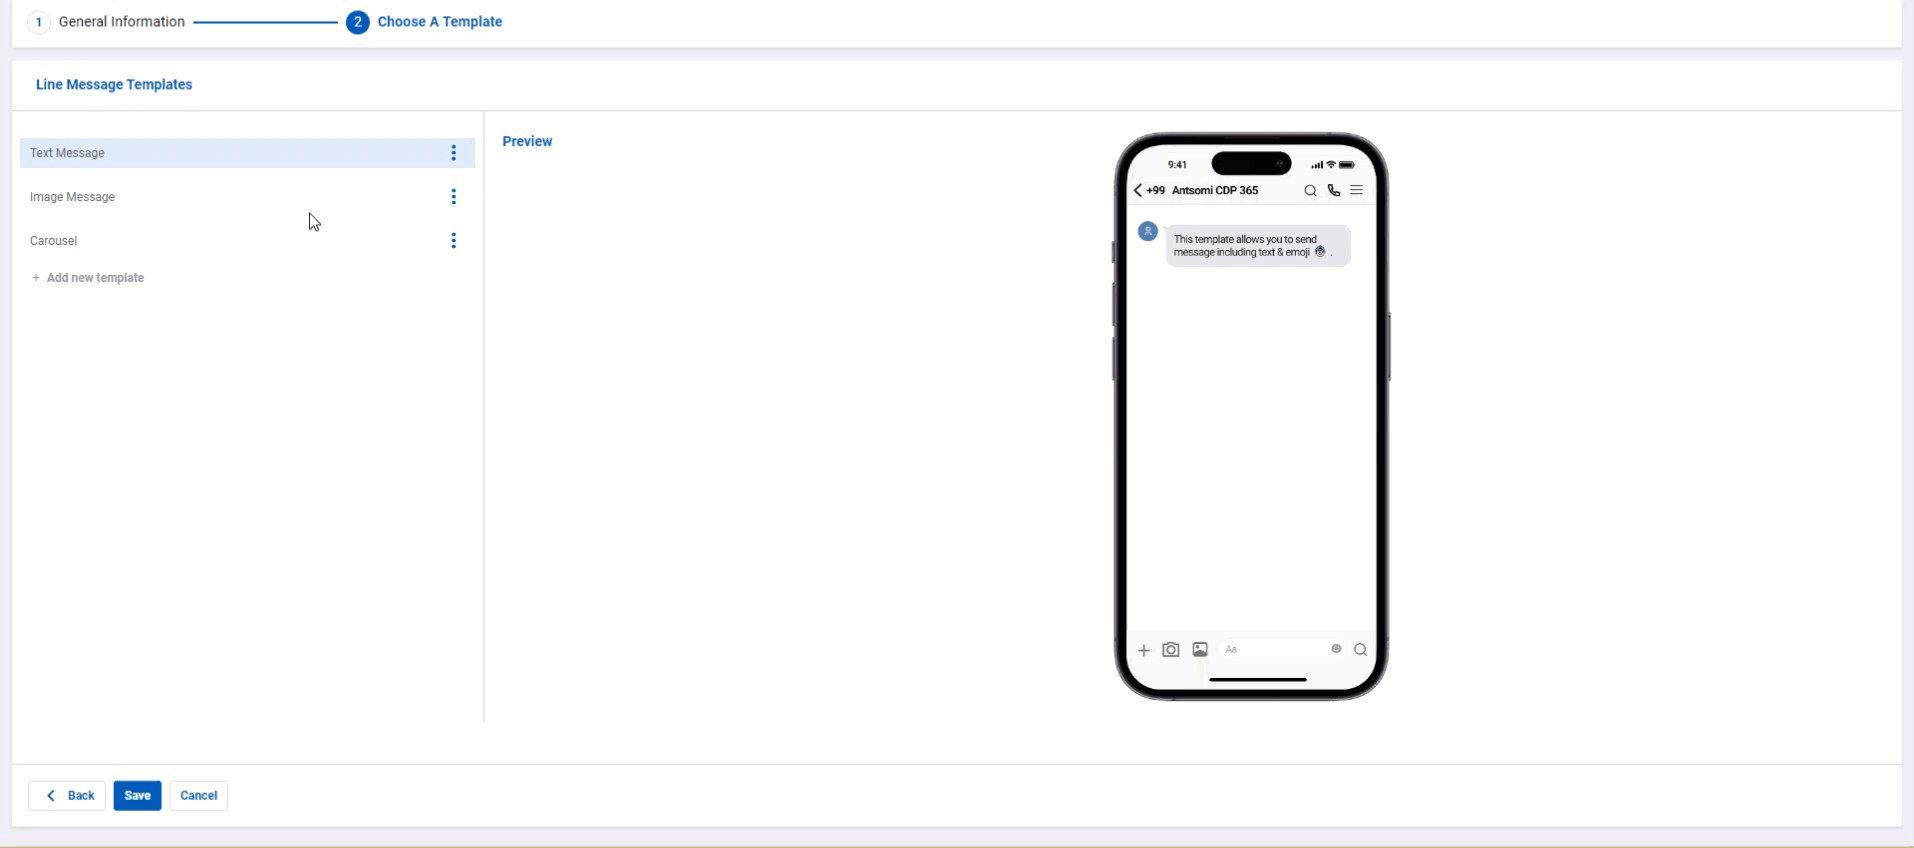 1 General Information 2 Choose A Template
Line Message Templates
Text Message
Image Message
Carousel
+ Add new template
Preview
9:41
+99 Antsomi CDP 365
This template allows you to send
message including text & emoji .
Aa
Back Save Cancel